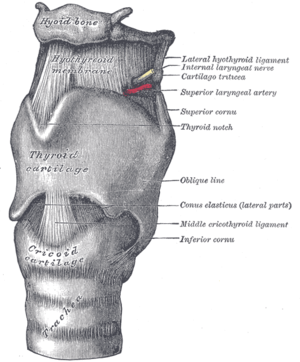 Hyoid bone
Hyothyroid
membrane
Lateral hyothyroid ligament
Internal laryngeal nerve
Cartilago triticea
Superior laryngeal artery
Superior cornu
Thyroid notch
Thyroid
cartilage
Oblique line
Conus elasticus (lateral parts)
Middle cricothyroid ligament
Inferior cornu
Cricoid
cartilage
Trachea